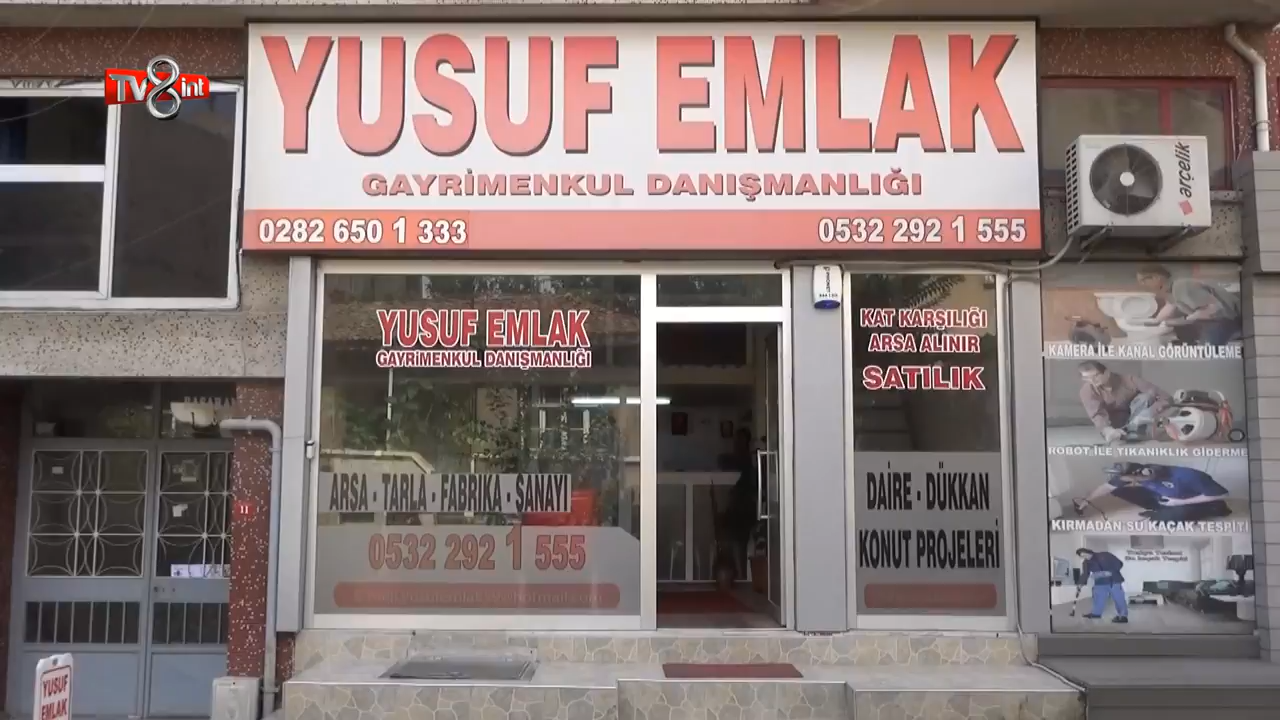 TV8int
YUSUF EMLAK
GAYRİMENKUL DANIŞMANLIĞI
0282 650 1 333
0532 292 1 555
arçelik
YUSUF EMLAK
GAYRİMENKUL DANIŞMANLIĞI
ARSA - TARLA - FABRIKA - SANAYI
0532 292 1 555
KAT KARŞILIĞI
ARSA ALINIR
SATILIK
DAİRE - DÜKKAN
KONUT PROJELERİ
KAMERA İLE KANAL GÖRÜNTÜLEME
ROBOT İLE TIKANIKLIK GİDERME
KIRMADAN SU KAÇAK TESPİTİ
11
YUSUF
EMLAK